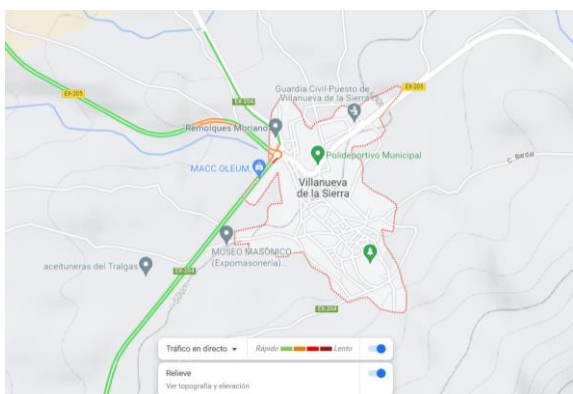 EX-205
EX-204
Guardia Civil-Puesto de
Villanueva de la Sierra
EX-205
Remolques Moriano
Polideportivo Municipal
MACC OLEUM
Villanueva
de la Sierra
C. Bardal
MUSEO MASÓNICO
(Expomasonería)...
aceituneras del Tralgas
EX-204
500m
EX-204
Tráfico en directo
Rápido
Lento
Relieve
Ver topografía y elevación